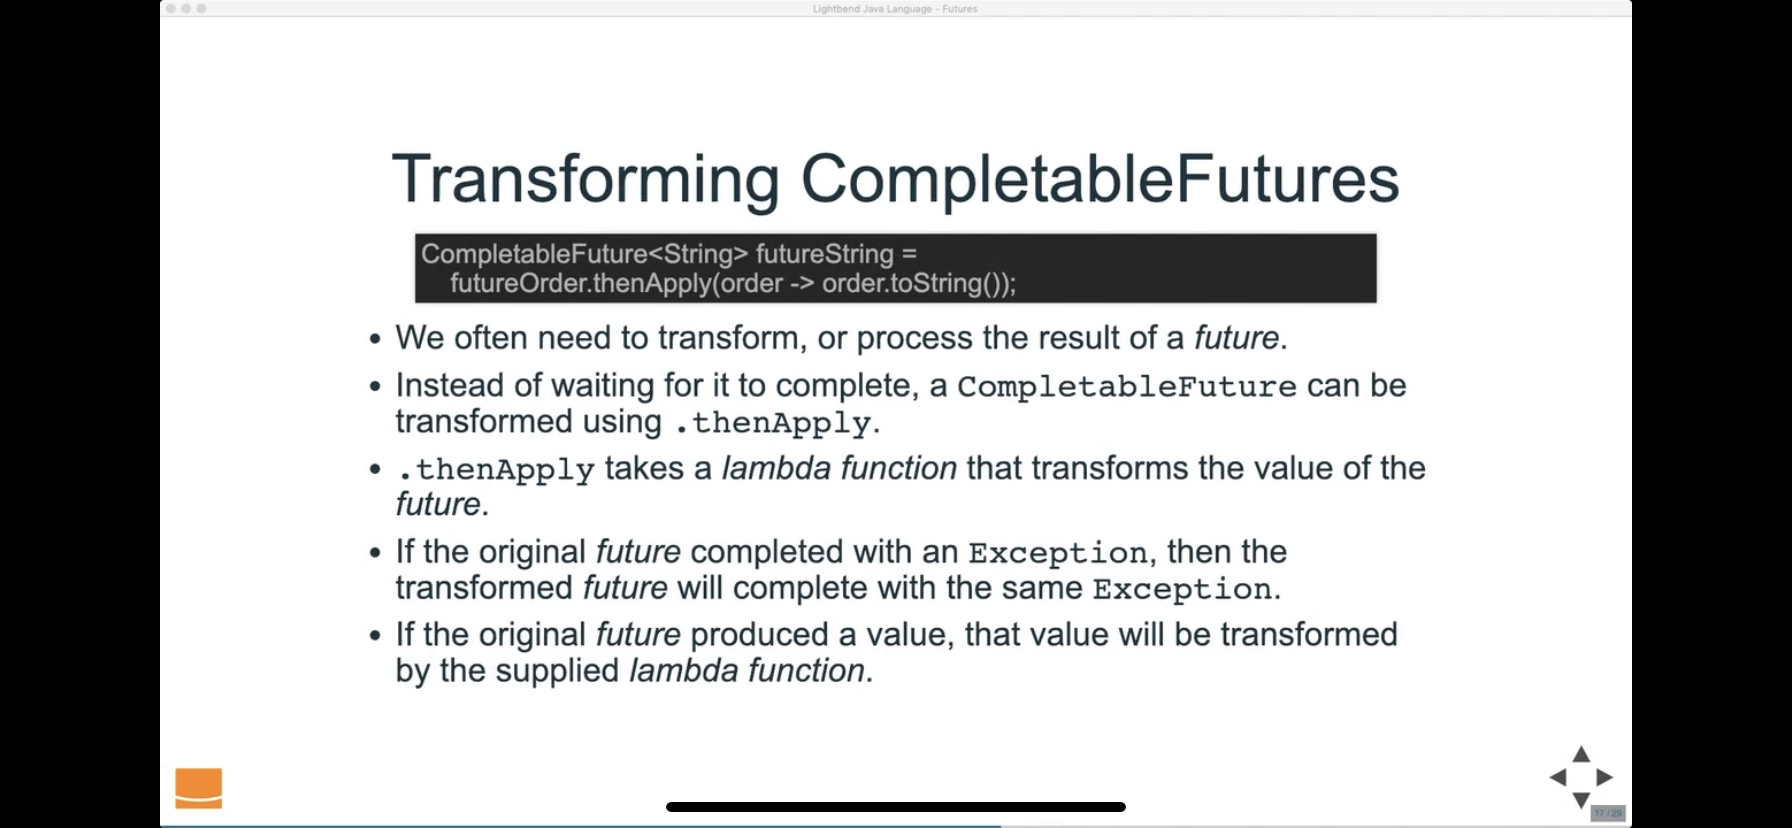 Lightbend Java Language - Futures
Transforming CompletableFutures
CompletableFuture<String> futureString =
futureOrder.thenApply(order -> order.toString());
• We often need to transform, or process the result of a future.
• Instead of waiting for it to complete, a CompletableFuture can be
transformed using .thenApply.
• .thenApply takes a lambda function that transforms the value of the
future.
• If the original future completed with an Exception, then the
transformed future will complete with the same Exception.
• If the original future produced a value, that value will be transformed
by the supplied lambda function.
17 / 29